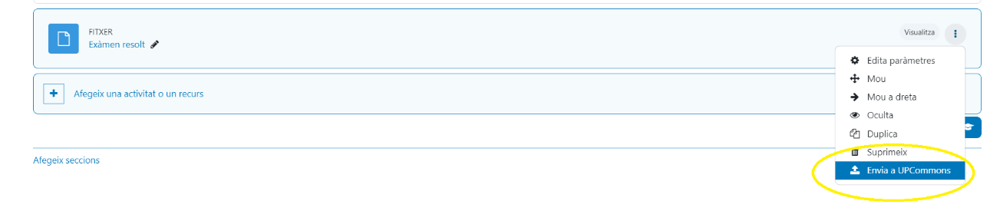 FITXER
Exàmen resolt
Visualitza
Edita paràmetres
Mou
Mou a dreta
Oculta
Duplica
Suprimeix
Envia a UPCommons
Afegeix una activitat o un recurs
Afegeix seccions